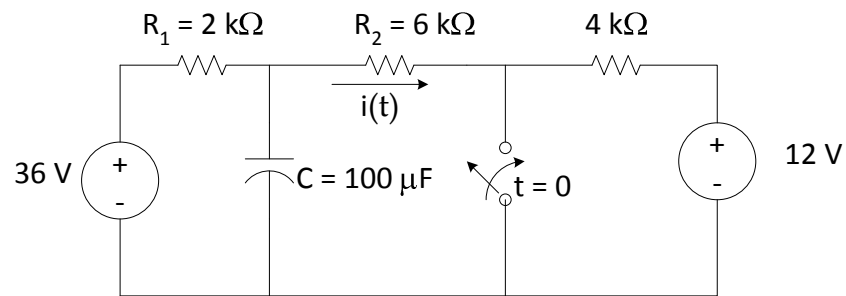 R₁ = 2 kΩ
R₂ = 6 kΩ
4 kΩ
i(t)
36 V
+
-
C = 100 μF
t = 0
+
-
12 V